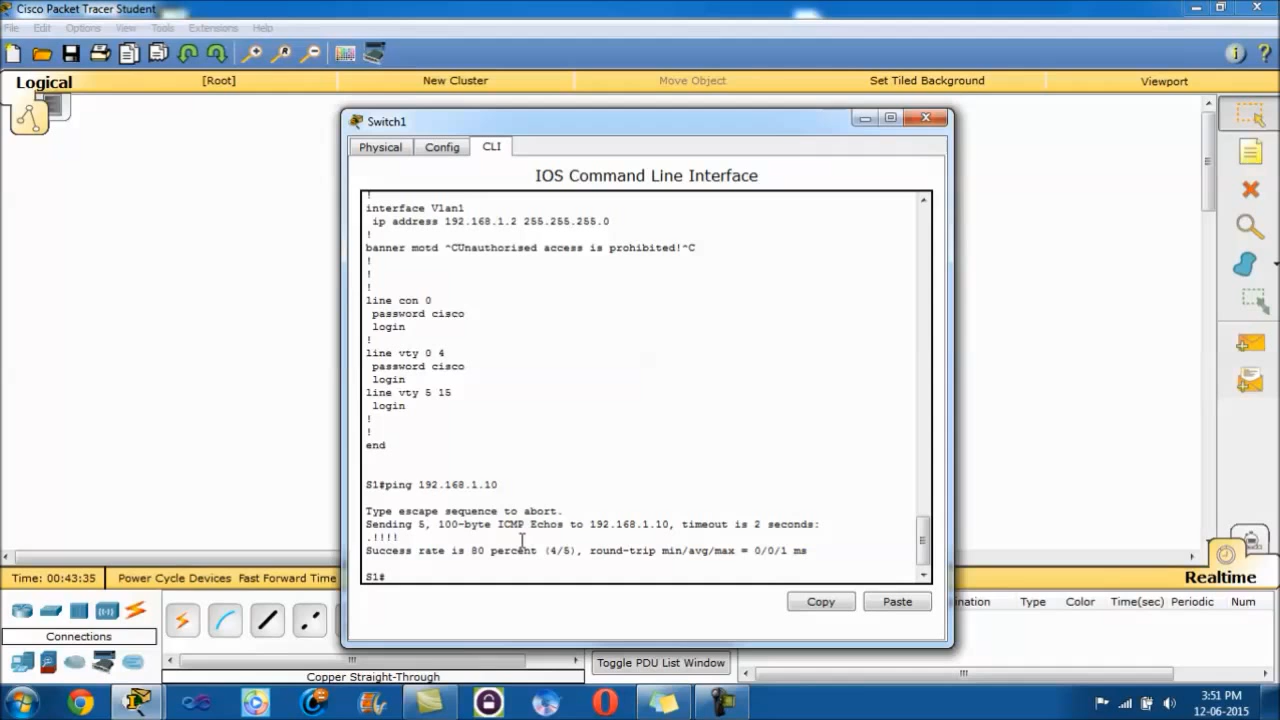 Cisco Packet Tracer Student
File Edit Options View Tools Extensions Help
Logical [Root] New Cluster Move Object Set Tiled Background Viewport
Switch1
Physical Config CLI
IOS Command Line Interface
!
interface Vlan1
ip address 192.168.1.2 255.255.255.0
!
banner motd ^CUnauthorised access is prohibited!^C
!
!
!
line con 0
password cisco
login
!
line vty 0 4
password cisco
login
line vty 5 15
login
!
!
end
S1#ping 192.168.1.10
Type escape sequence to abort.
Sending 5, 100-byte ICMP Echos to 192.168.1.10, timeout is 2 seconds:
.!!!!
Success rate is 80 percent (4/5), round-trip min/avg/max = 0/0/1 ms
S1#
Copy Paste
Time: 00:43:35 Power Cycle Devices Fast Forward Time
Realtime
Connections
ination Type Color Time(sec) Periodic Num
Toggle PDU List Window
Copper Straight-Through
3:51 PM
12-06-2015